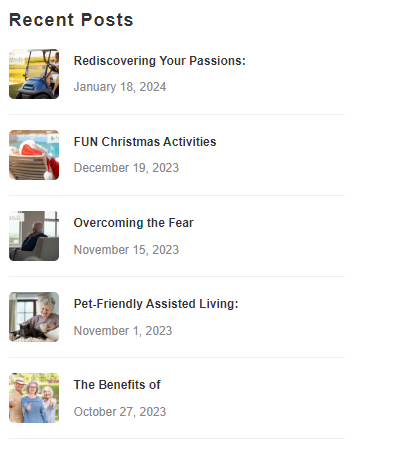 Recent Posts
Rediscovering Your Passions:
January 18, 2024
FUN Christmas Activities
December 19, 2023
Overcoming the Fear
November 15, 2023
Pet-Friendly Assisted Living:
November 1, 2023
The Benefits of
October 27, 2023